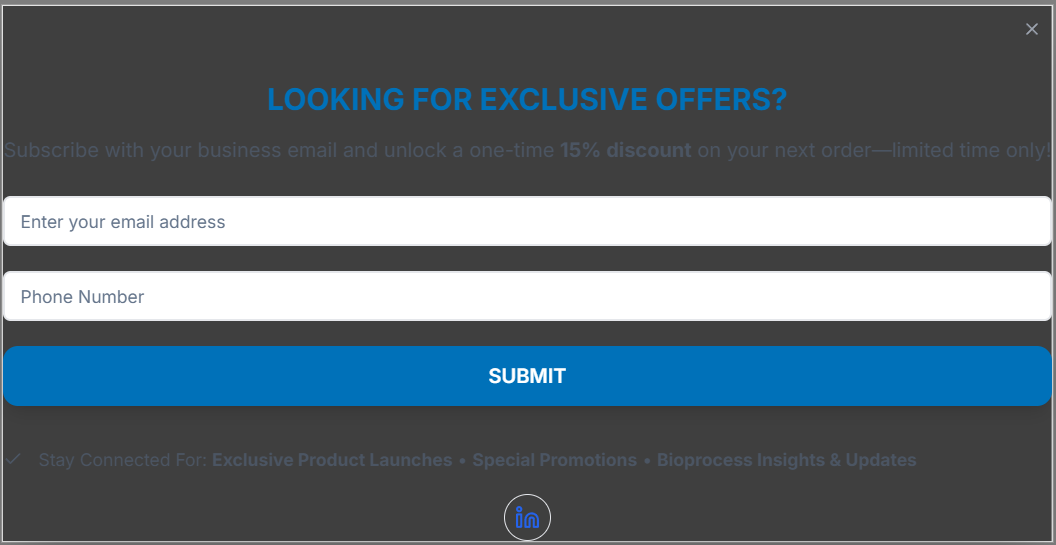 LOOKING FOR EXCLUSIVE OFFERS?
Subscribe with your business email and unlock a one-time 15% discount on your next order—limited time only!
Enter your email address
Phone Number
SUBMIT
Stay Connected For: Exclusive Product Launches • Special Promotions • Bioprocess Insights & Updates
in